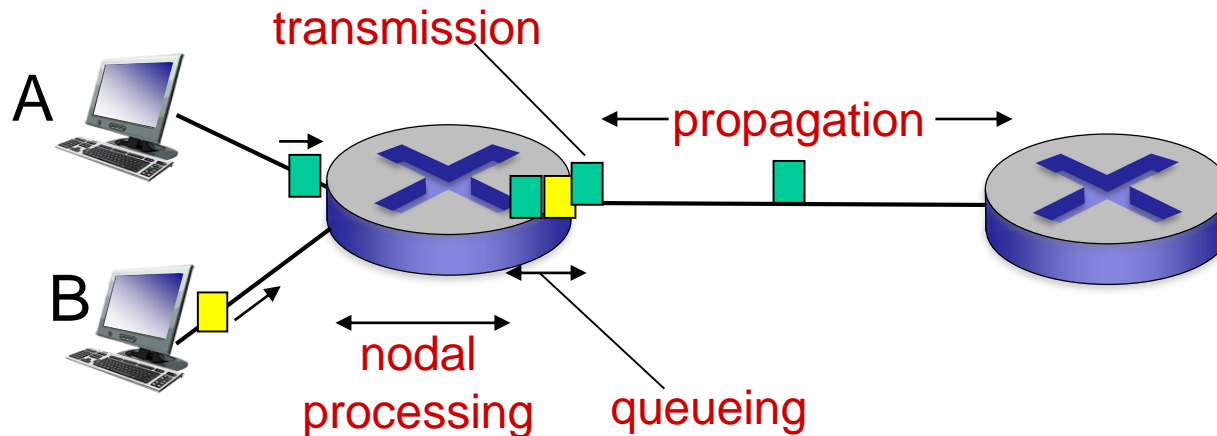 transmission
A
propagation
B
nodal
processing
queueing